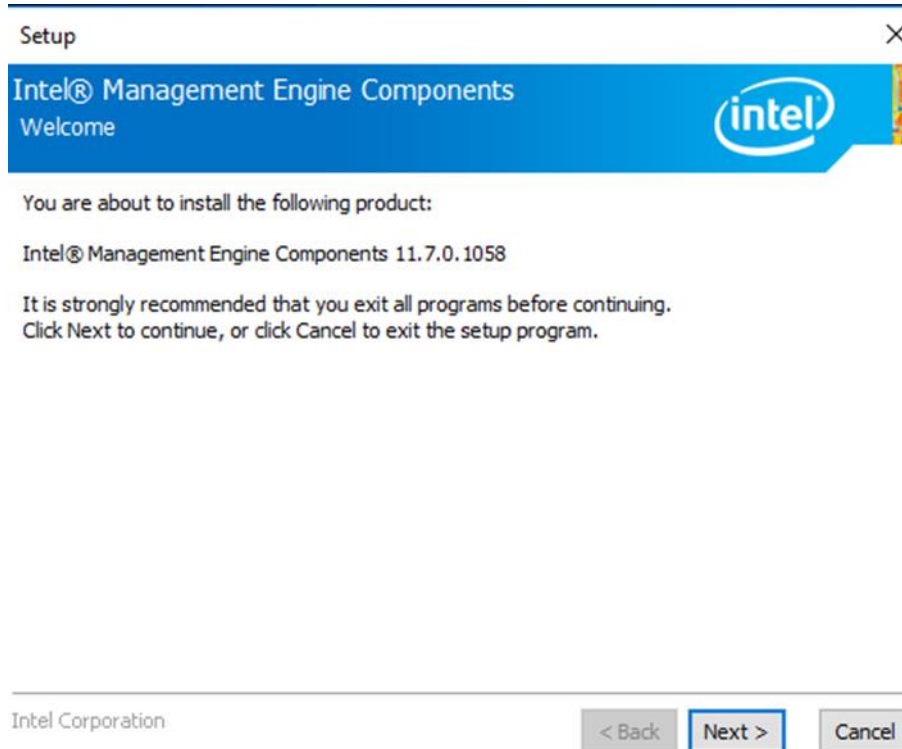 Setup
Intel® Management Engine Components
Welcome
intel
You are about to install the following product:
Intel® Management Engine Components 11.7.0.1058
It is strongly recommended that you exit all programs before continuing.
Click Next to continue, or click Cancel to exit the setup program.
Intel Corporation
< Back
Next >
Cancel